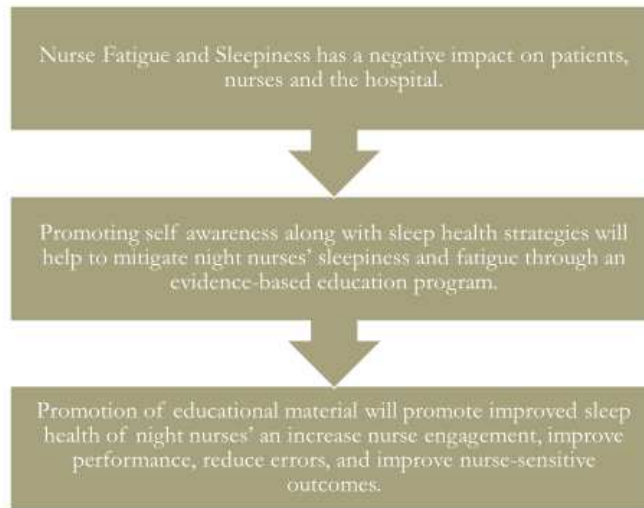 Nurse Fatigue and Sleepiness has a negative impact on patients,
nurses and the hospital.
Promoting self awareness along with sleep health strategies will
help to mitigate night nurses’ sleepiness and fatigue through an
evidence-based education program.
Promotion of educational material will promote improved sleep
health of night nurses’ an increase nurse engagement, improve
performance, reduce errors, and improve nurse-sensitive
outcomes.